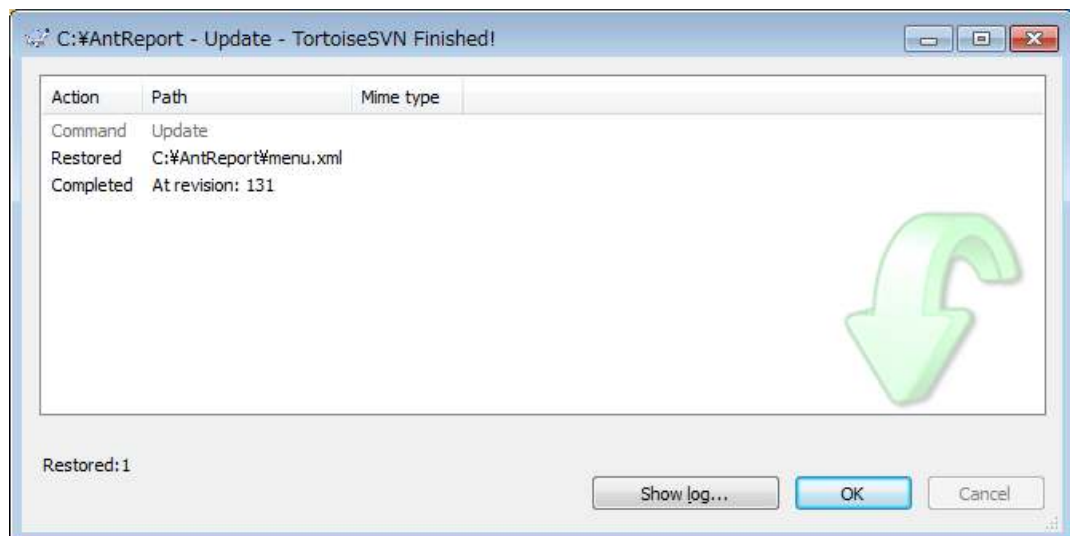 C:¥AntReport - Update - TortoiseSVN Finished!
Action Path Mime type
Command Update
Restored C:¥AntReport¥menu.xml
Completed At revision: 131
Restored:1
Show log... OK Cancel